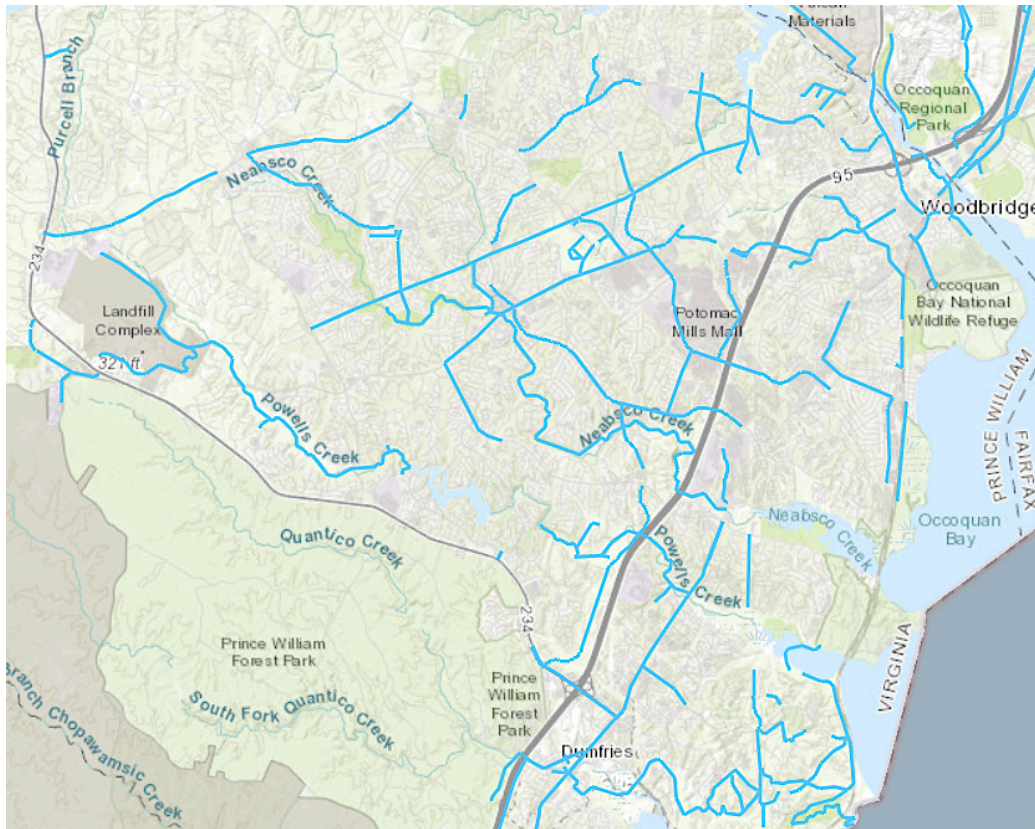 Vulcan
Materials
Purcell Branch
Occoquan
Regional
Park
95
Neabsco Creek
Woodbridge
234
Landfill
Complex
321 ft
Potomac
Mills Mall
Occoquan
Bay National
Wildlife Refuge
PRINCE WILLIAM
FAIRFAX
Powells Creek
Neabsco Creek
Neabsco Creek
Occoquan
Bay
Quantico Creek
Powells Creek
234
Prince William
Forest Park
VIRGINIA
Prince
William
Forest
Park
South Fork Quantico Creek
Branch Chopawamsic Creek
Dumfries